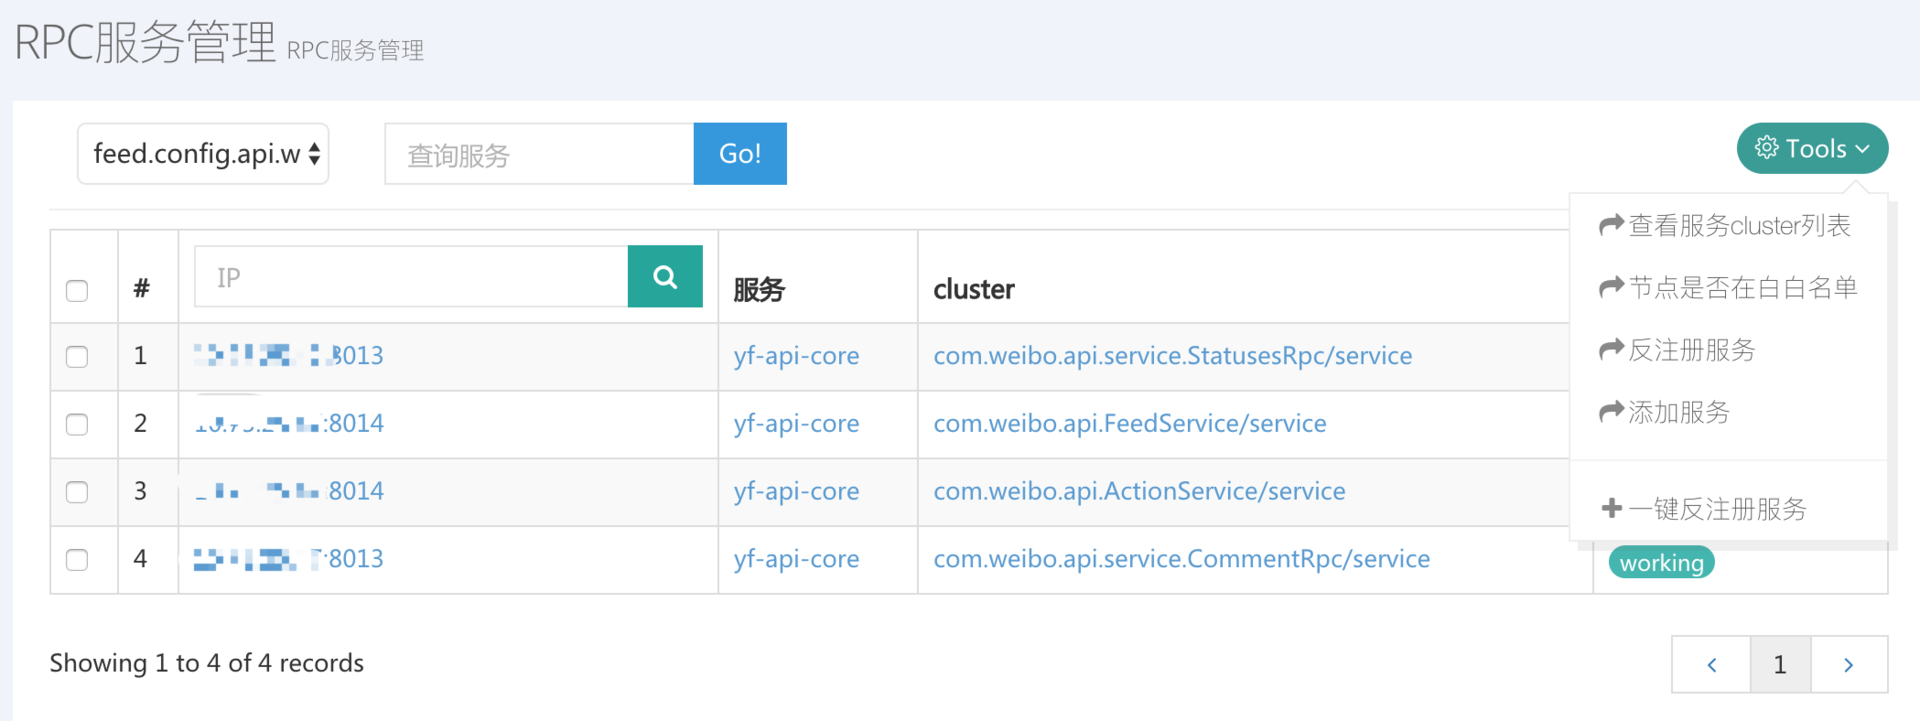 RPC服务管理 RPC服务管理
feed.config.api.w 查询服务 Go! Tools
查看服务cluster列表
节点是否在白白名单
反注册服务
添加服务
一键反注册服务
# IP 服务 cluster
1 8013 yf-api-core com.weibo.api.service.StatusesRpc/service
2 :8014 yf-api-core com.weibo.api.FeedService/service
3 8014 yf-api-core com.weibo.api.ActionService/service
4 :8013 yf-api-core com.weibo.api.service.CommentRpc/service working
Showing 1 to 4 of 4 records
1